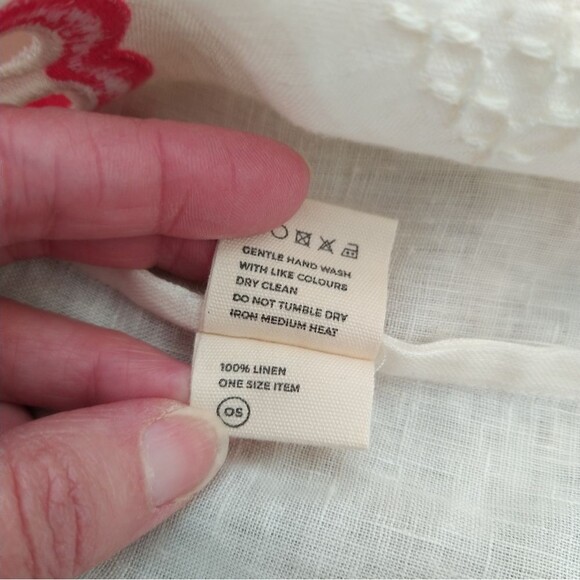 GENTLE HAND WASH
WITH LIKE COLOURS
DRY CLEAN
DO NOT TUMBLE DRY
IRON MEDIUM HEAT
100% LINEN
ONE SIZE ITEM
OS